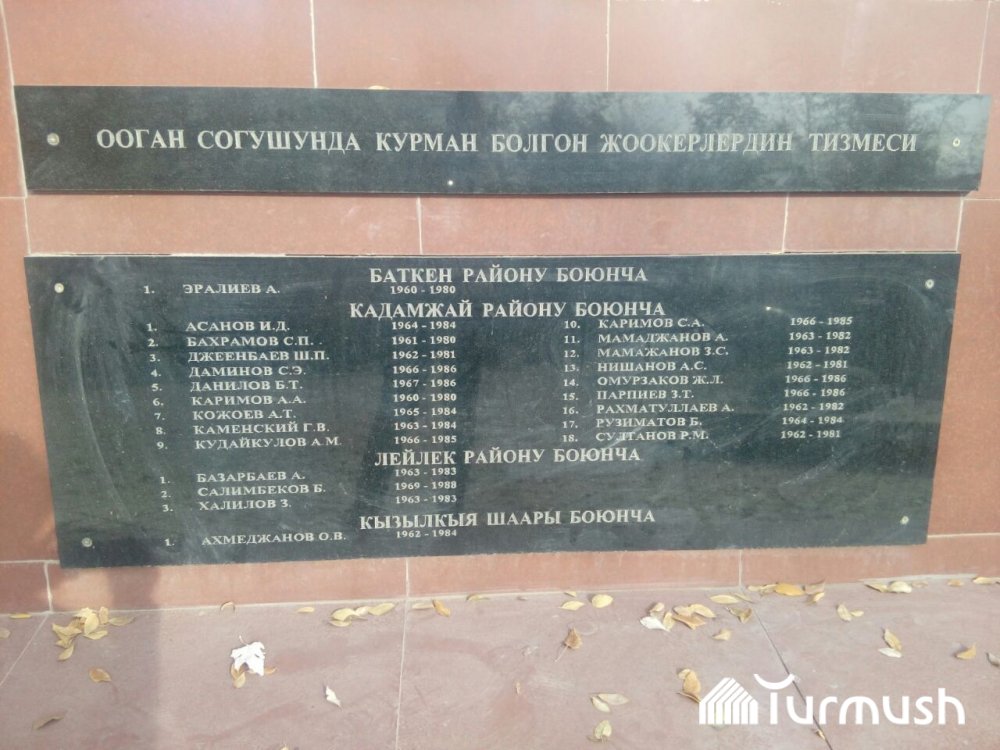 ООГАН СОГУШУНДА КУРМАН БОЛГОН ЖООКЕРЛЕРДИН ТИЗМЕСИ
БАТКЕН РАЙОНУ БОЮНЧА
1. ЭРАЛИЕВ А. 1960 - 1980
КАДАМЖАЙ РАЙОНУ БОЮНЧА
1. АСАНОВ И.Д. 1964 - 1984
2. БАХРАМОВ С.П. 1961 - 1980
3. ДЖЕЕНБАЕВ Ш.П. 1962 - 1981
4. ДАМИНОВ С.Э. 1966 - 1986
5. ДАНИЛОВ Б.Т. 1967 - 1986
6. КАРИМОВ А.А. 1960 - 1980
7. КОЖОЕВ А.Т. 1965 - 1984
8. КАМЕНСКИЙ Г.В. 1963 - 1984
9. КУДАЙКУЛОВ А.М. 1966 - 1985
10. КАРИМОВ С.А. 1966 - 1985
11. МАМАДЖАНОВ А. 1963 - 1982
12. МАМАЖАНОВ З.С. 1963 - 1982
13. НИШАНОВ А.С. 1962 - 1981
14. ОМУРЗАКОВ Ж.Л. 1966 - 1986
15. ПАРПИЕВ З.Т. 1966 - 1986
16. РАХМАТУЛЛАЕВ А. 1962 - 1982
17. РУЗИМАТОВ Б. 1964 - 1984
18. СУЛТАНОВ Р.М. 1962 - 1981
ЛЕЙЛЕК РАЙОНУ БОЮНЧА
1. БАЗАРБАЕВ А. 1963 - 1983
2. САЛИМБЕКОВ Б. 1969 - 1988
3. ХАЛИЛОВ З. 1963 - 1983
КЫЗЫЛКЫЯ ШААРЫ БОЮНЧА
1. АХМЕДЖАНОВ О.В. 1962 - 1984
Turmush